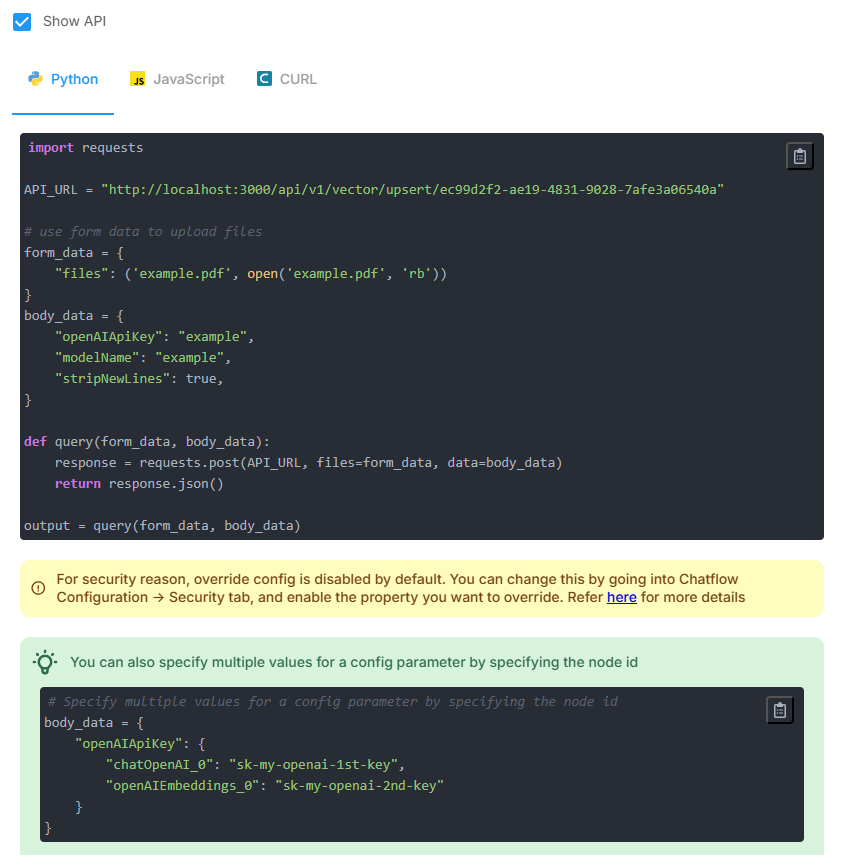 Show API
Python JavaScript CURL
import requests
API_URL = "http://localhost:3000/api/v1/vector/upsert/ec99d2f2-ae19-4831-9028-7afe3a06540a"
# use form data to upload files
form_data = {
    "files": ('example.pdf', open('example.pdf', 'rb'))
}
body_data = {
    "openAIApiKey": "example",
    "modelName": "example",
    "stripNewLines": true,
}
def query(form_data, body_data):
    response = requests.post(API_URL, files=form_data, data=body_data)
    return response.json()
output = query(form_data, body_data)
For security reason, override config is disabled by default. You can change this by going into Chatflow
Configuration → Security tab, and enable the property you want to override. Refer here for more details
You can also specify multiple values for a config parameter by specifying the node id
# Specify multiple values for a config parameter by specifying the node id
body_data = {
    "openAIApiKey": {
        "chatOpenAI_0": "sk-my-openai-1st-key",
        "openAIEmbeddings_0": "sk-my-openai-2nd-key"
    }
}